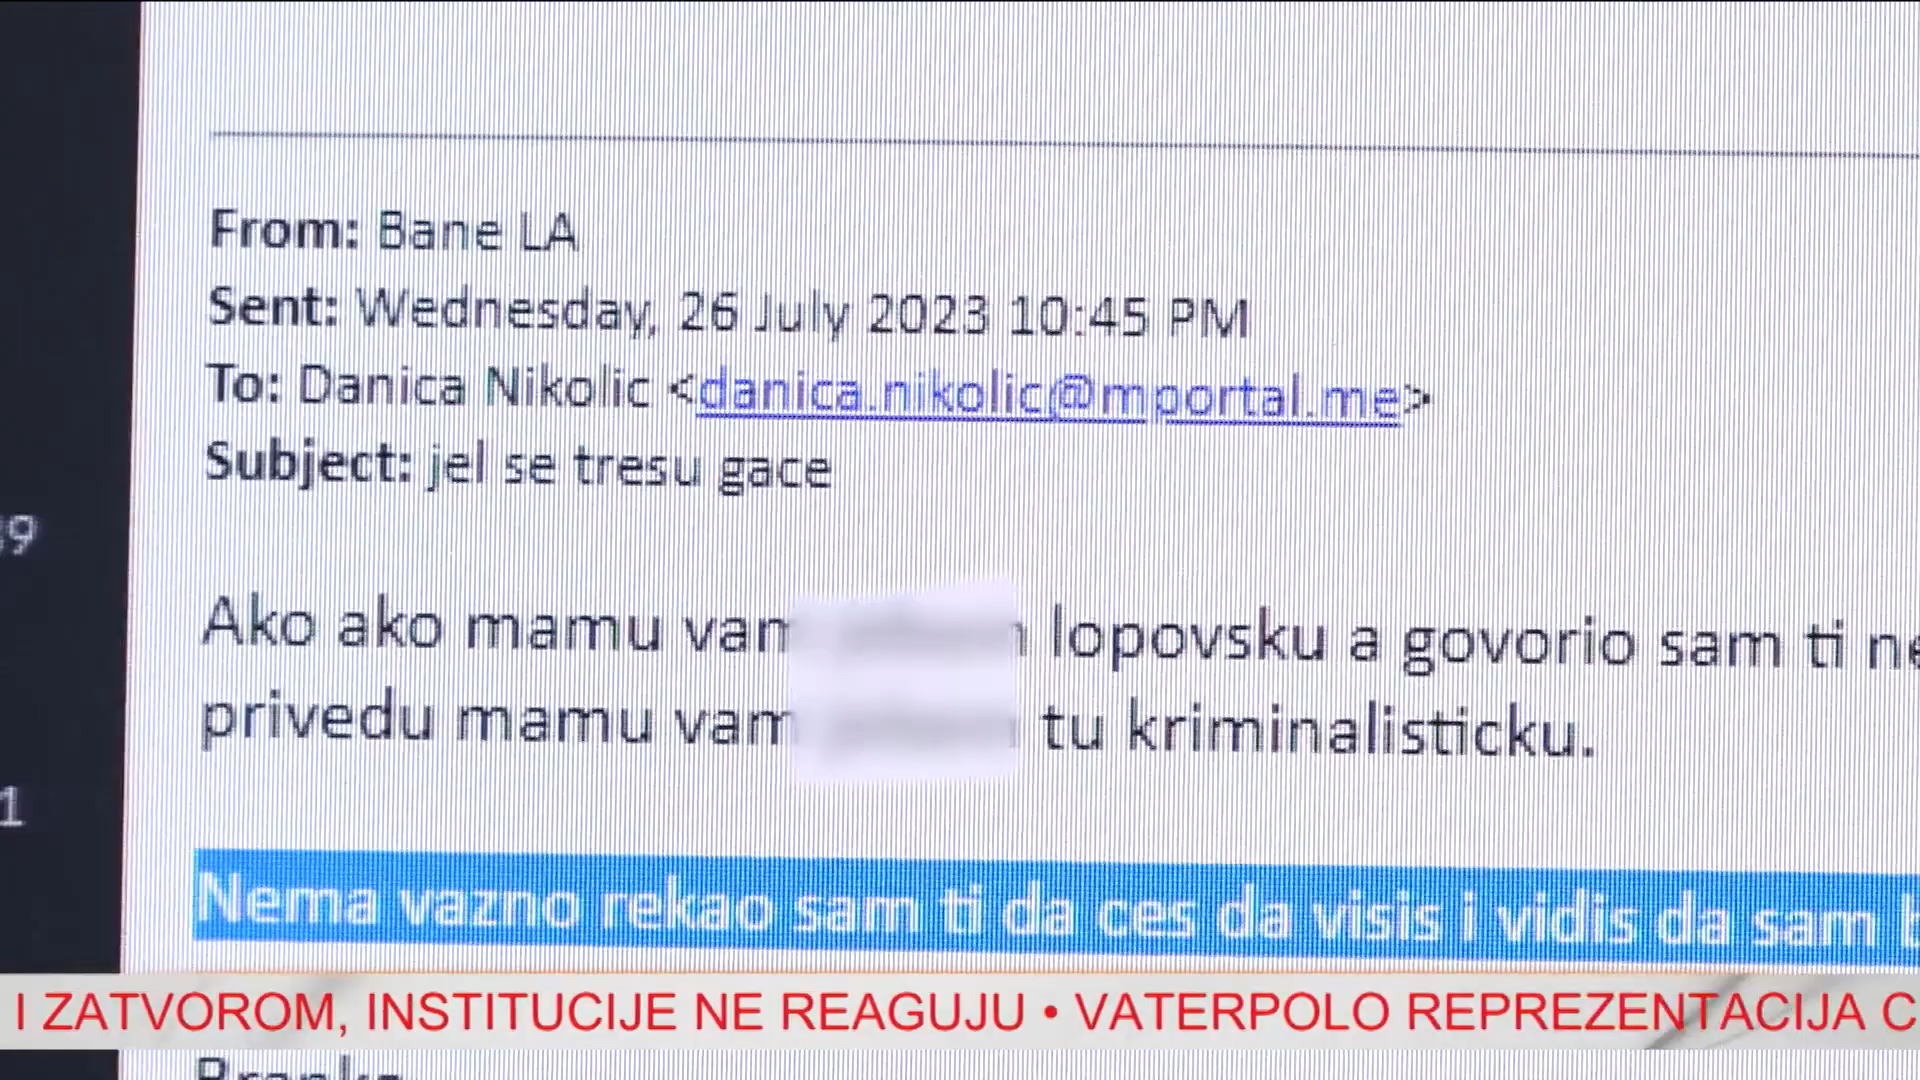 From: Bane LA
Sent: Wednesday, 26 July 2023 10:45 PM
To: Danica Nikolic <danica.nikolic@mportal.me>
Subject: jel se tresu gace
Ako ako mamu vam lopovsku a govorio sam ti
privedu mamu vam tu kriminalisticku.
Nema vazno rekao sam ti da ces da visis i vidis da sam
I ZATVOROM, INSTITUCIJE NE REAGUJU • VATERPOLO REPREZENTACIJA C